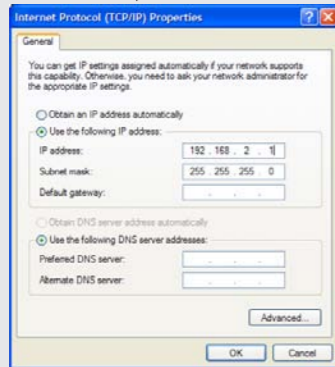 Internet Protocol (TCP/IP) Properties
General
You can get IP settings assigned automatically if your network supports
this capability. Otherwise, you need to ask your network administrator for
the appropriate IP settings.
Obtain an IP address automatically
Use the following IP address:
IP address: 192 . 168 . 2 . 1
Subnet mask: 255 . 255 . 255 . 0
Default gateway: . . .
Obtain DNS server address automatically
Use the following DNS server addresses:
Preferred DNS server: . . .
Alternate DNS server: . . .
Advanced...
OK Cancel